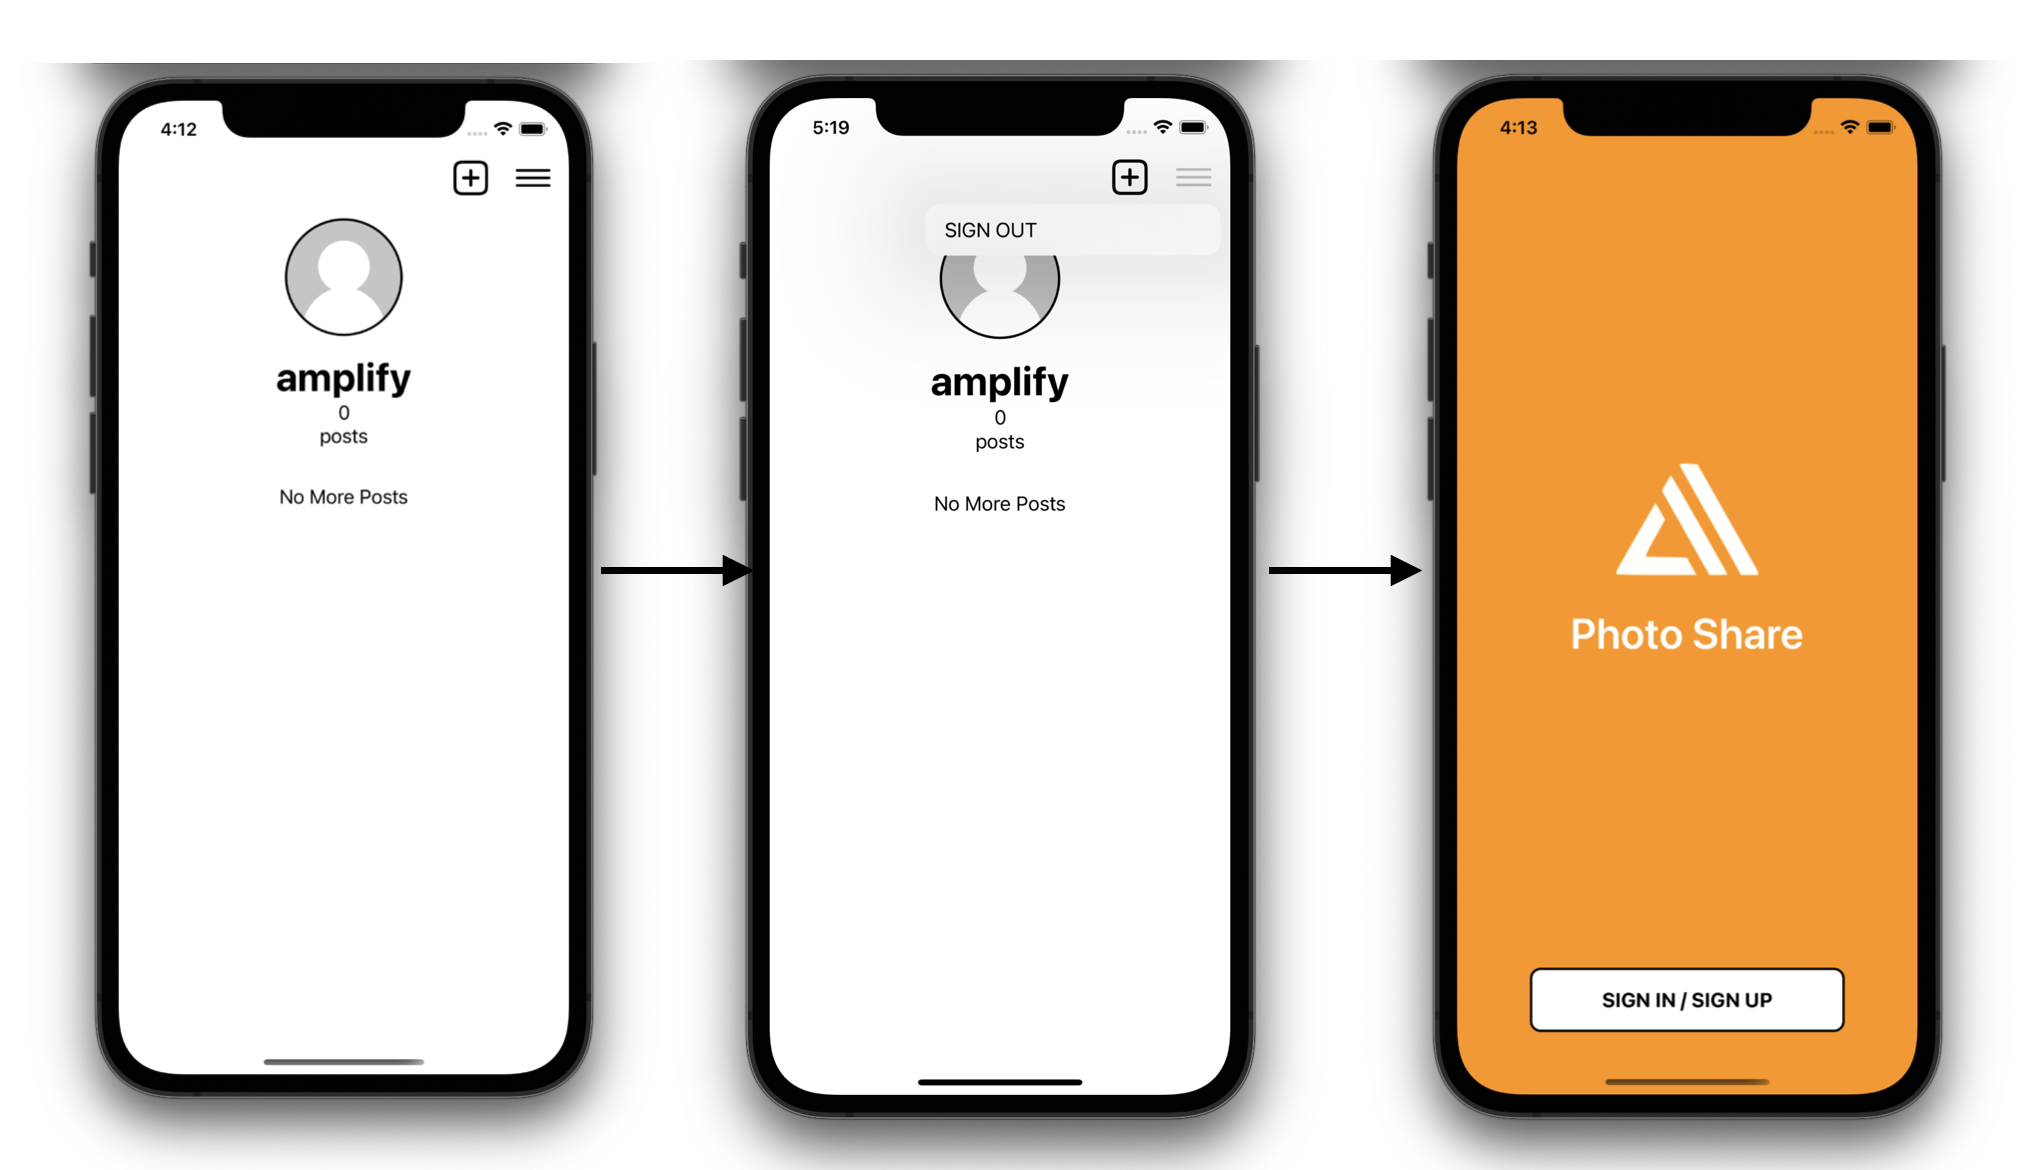 4:12
amplify
0
posts
No More Posts
5:19
SIGN OUT
amplify
0
posts
No More Posts
4:13
Photo Share
SIGN IN / SIGN UP